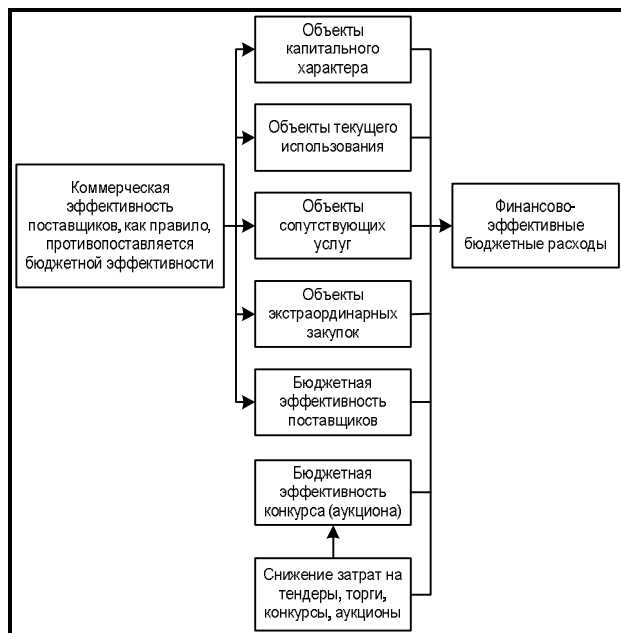 Объекты
капитального
характера
Объекты текущего
использования
Коммерческая
эффективность
поставщиков, как правило,
противопоставляется
бюджетной эффективности
Объекты
сопутствующих
услуг
Финансово-
эффективные
бюджетные расходы
Объекты
экстраординарных
закупок
Бюджетная
эффективность
поставщиков
Бюджетная
эффективность
конкурса (аукциона)
Снижение затрат на
тендеры, торги,
конкурсы, аукционы